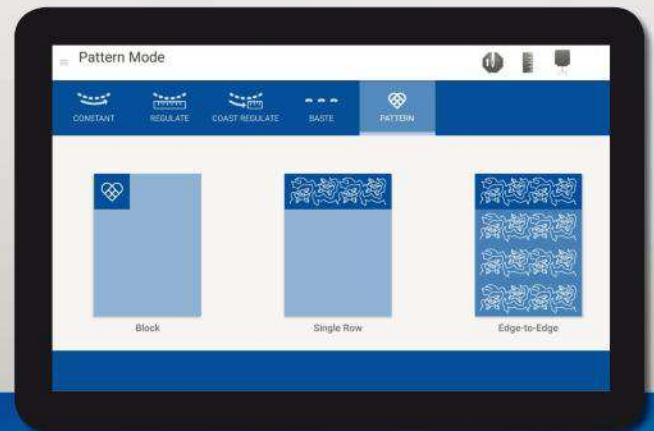 Pattern Mode
CONSTANT REGULATE COAST REGULATE BASTE PATTERN
Block Single Row Edge-to-Edge